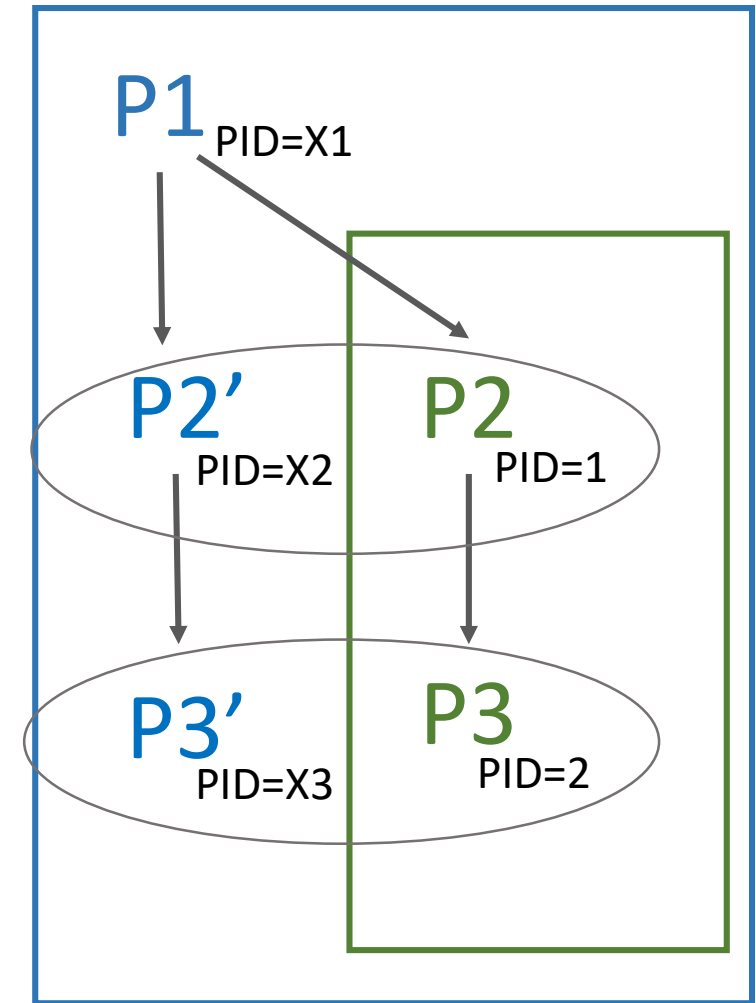 P1
PID=X1
P2′ P2
PID=X2 PID=1
P3′ P3
PID=X3 PID=2